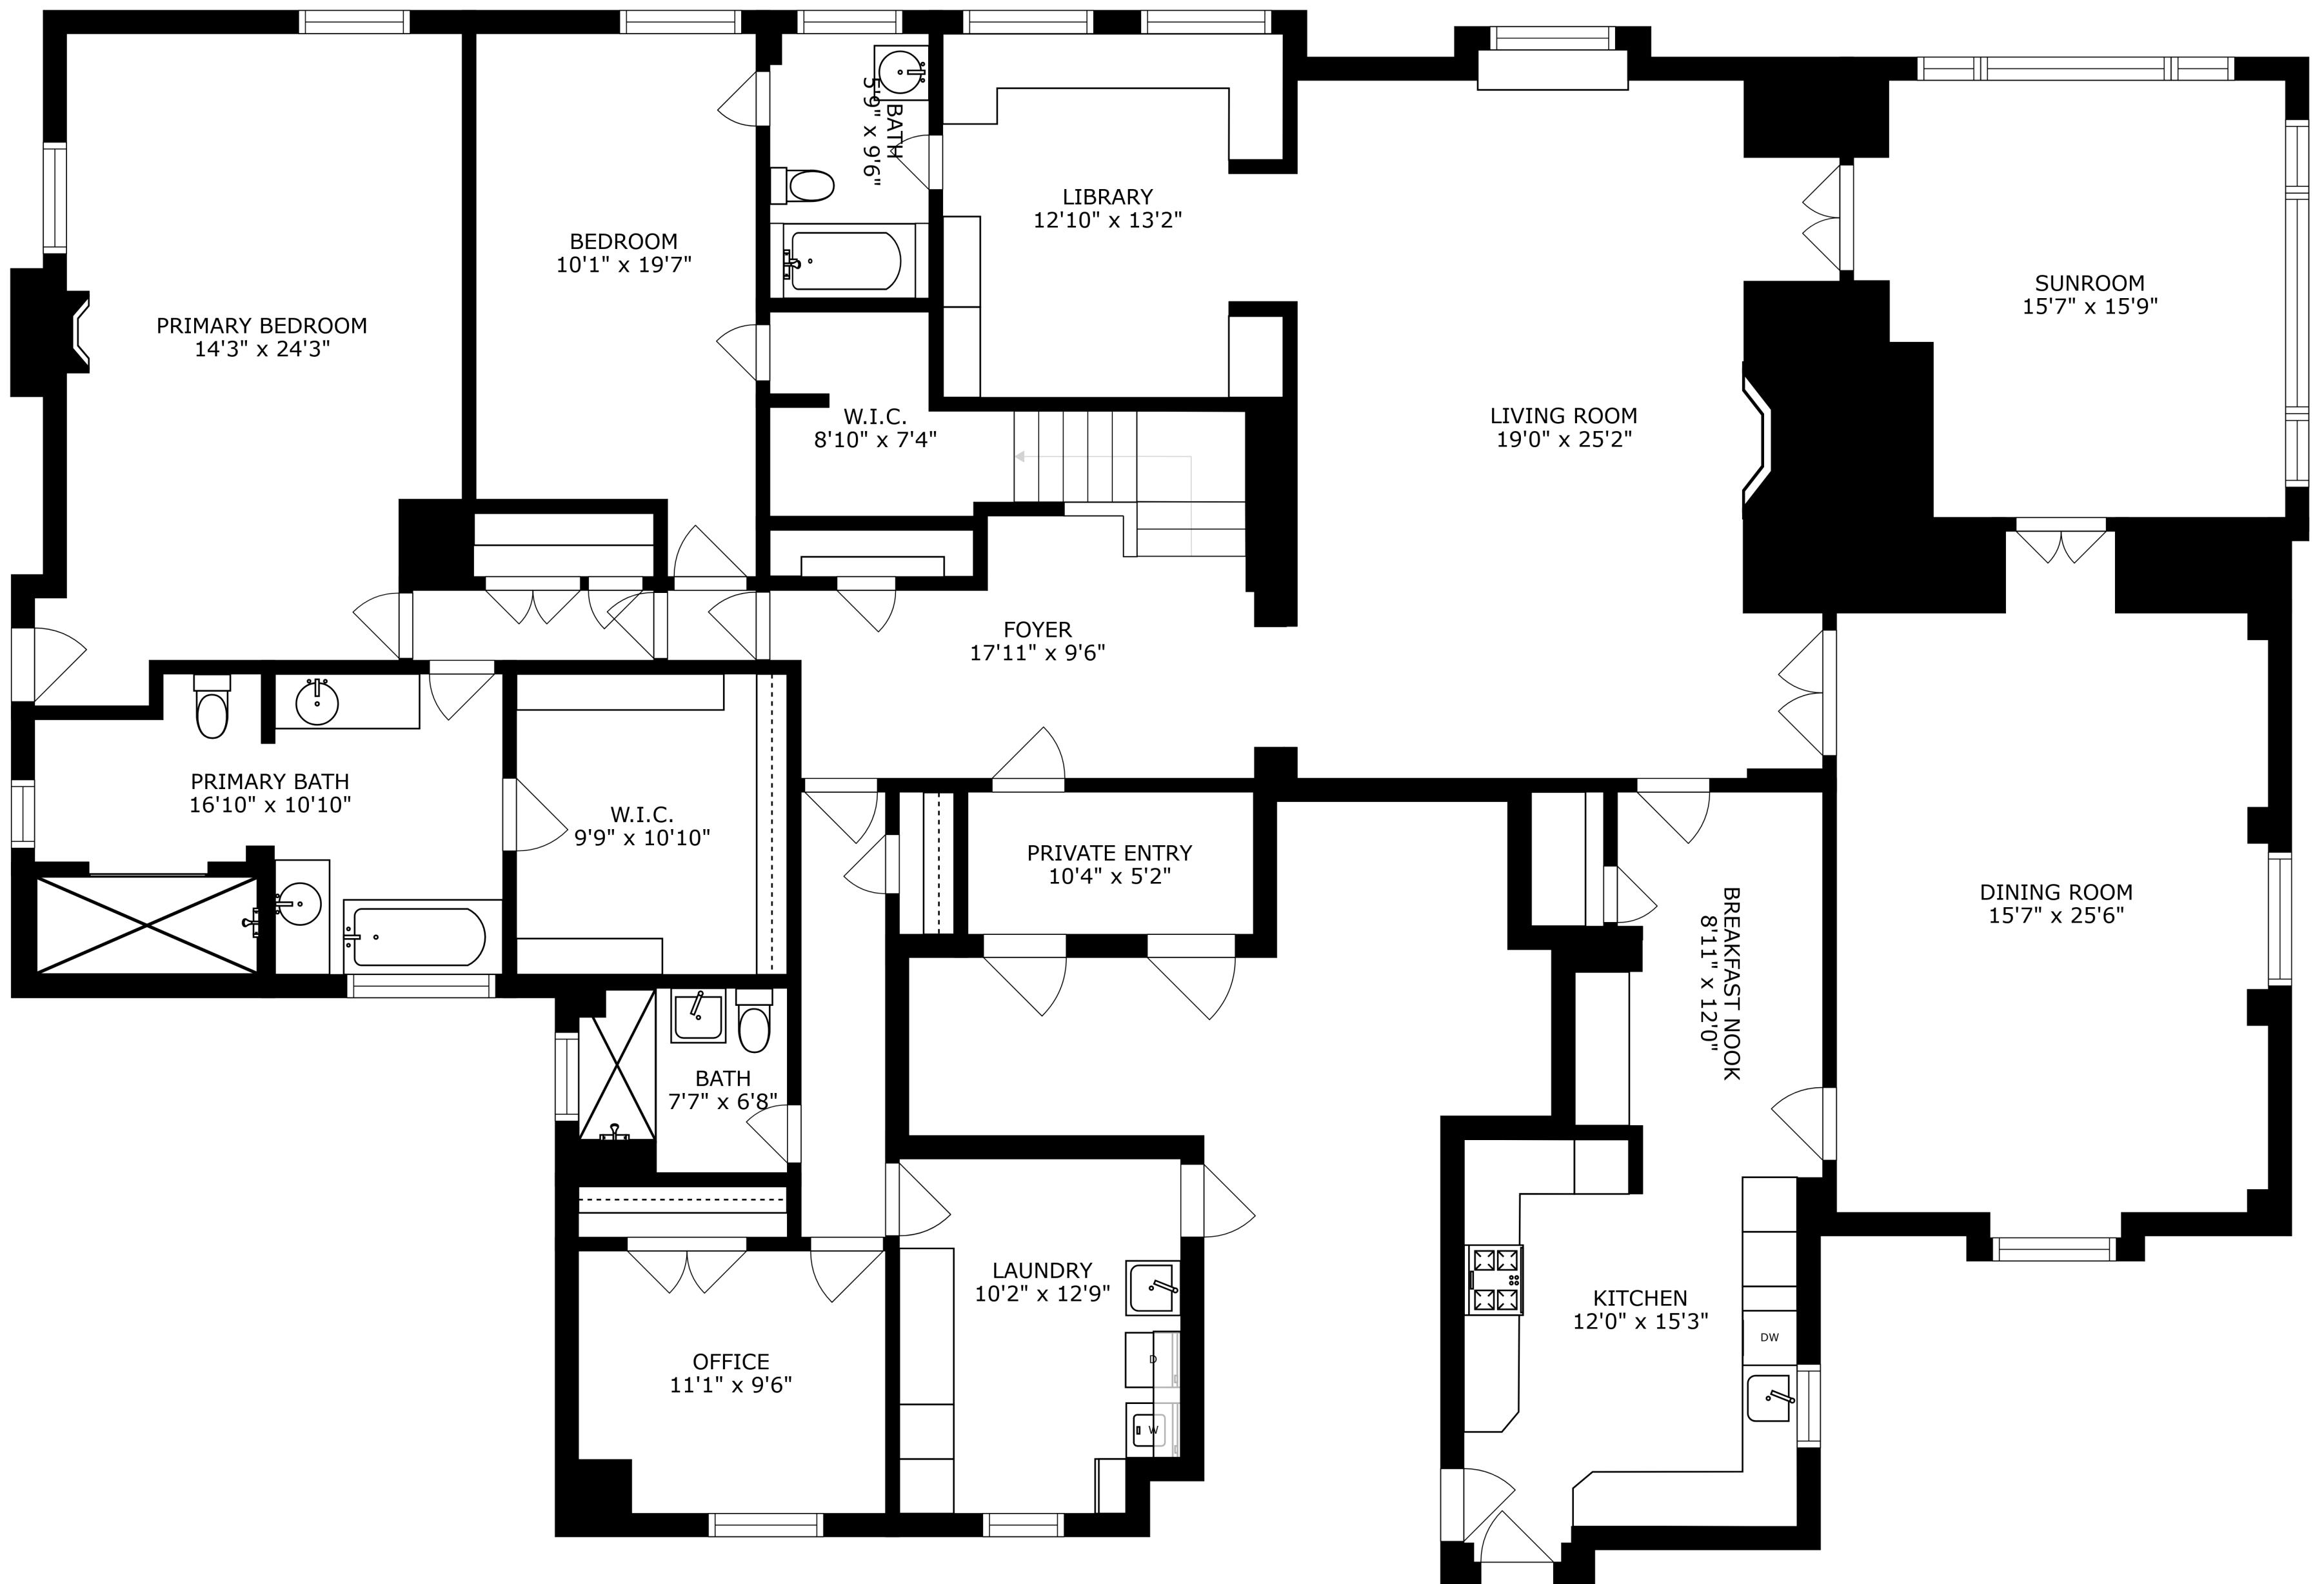 BATH
5'9" x 9'6"
LIBRARY
12'10" x 13'2"
BEDROOM
10'1" x 19'7"
SUNROOM
15'7" x 15'9"
PRIMARY BEDROOM
14'3" x 24'3"
W.I.C.
8'10" x 7'4"
LIVING ROOM
19'0" x 25'2"
FOYER
17'11" x 9'6"
PRIMARY BATH
16'10" x 10'10"
W.I.C.
9'9" x 10'10"
PRIVATE ENTRY
10'4" x 5'2"
BREAKFAST NOOK
8'11" x 12'0"
DINING ROOM
15'7" x 25'6"
BATH
7'7" x 6'8"
LAUNDRY
10'2" x 12'9"
KITCHEN
12'0" x 15'3"
DW
OFFICE
11'1" x 9'6"
D
W